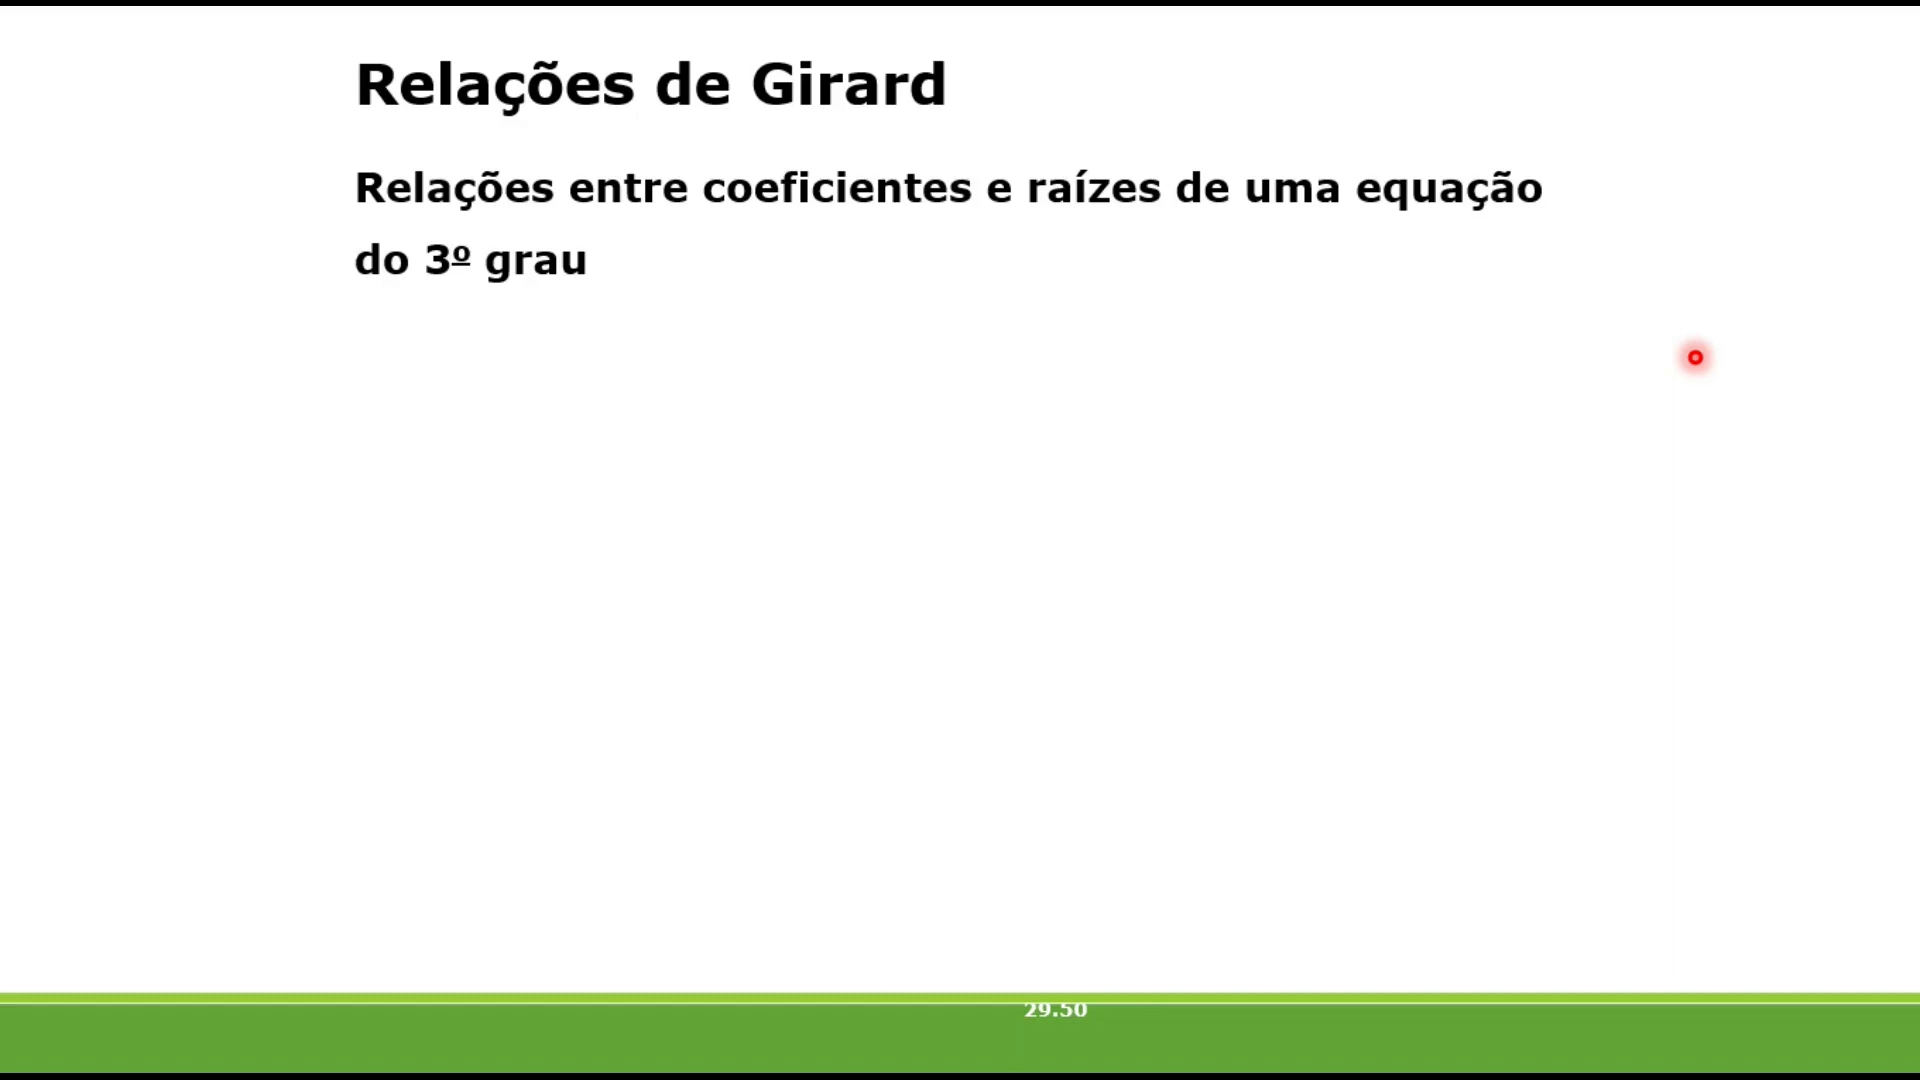 Relações de Girard
Relações entre coeficientes e raízes de uma equação
do 3º grau
29.50